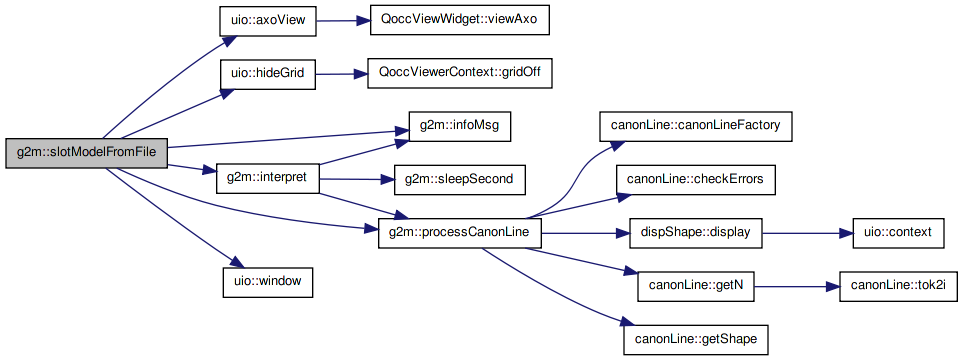 uio::axoView
QoccViewWidget::viewAxo
uio::hideGrid
QoccViewerContext::gridOff
g2m::infoMsg
canonLine::canonLineFactory
g2m::slotModelFromFile
g2m::interpret
g2m::sleepSecond
canonLine::checkErrors
g2m::processCanonLine
dispShape::display
uio::context
uio::window
canonLine::getN
canonLine::tok2i
canonLine::getShape